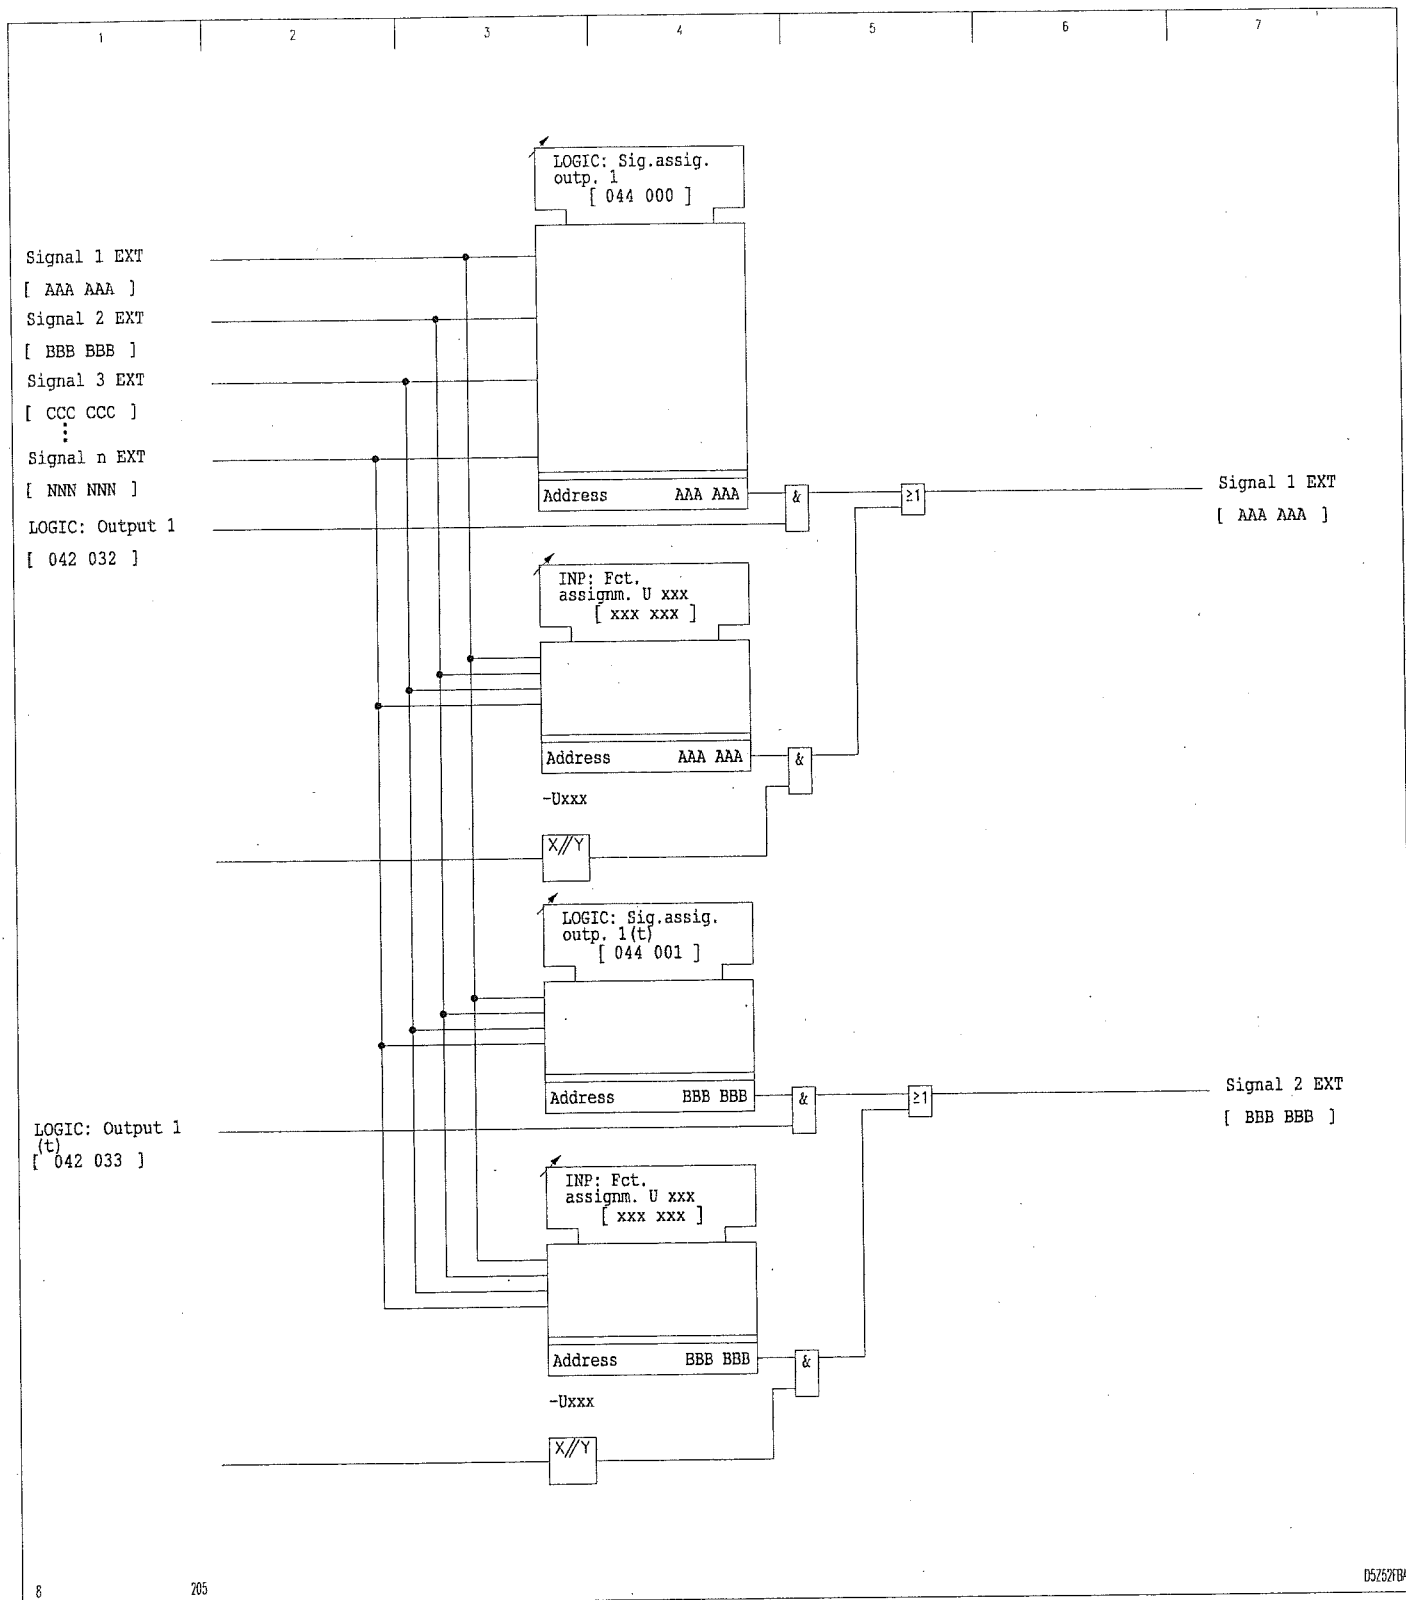 1 2 3 4 5 6 7
LOGIC: Sig.assig.
outp. 1
[ 044 000 ]
Signal 1 EXT
[ AAA AAA ]
Signal 2 EXT
[ BBB BBB ]
Signal 3 EXT
[ CCC CCC ]
Signal n EXT
[ NNN NNN ]
Address AAA AAA
&
≥1
Signal 1 EXT
[ AAA AAA ]
LOGIC: Output 1
[ 042 032 ]
INP: Fct.
assignm. U xxx
[ xxx xxx ]
Address AAA AAA
&
-Uxxx
X//Y
LOGIC: Sig.assig.
outp. 1(t)
[ 044 001 ]
Address BBB BBB
&
≥1
Signal 2 EXT
[ BBB BBB ]
LOGIC: Output 1
(t)
[ 042 033 ]
INP: Fct.
assignm. U xxx
[ xxx xxx ]
Address BBB BBB
&
-Uxxx
X//Y
8 205